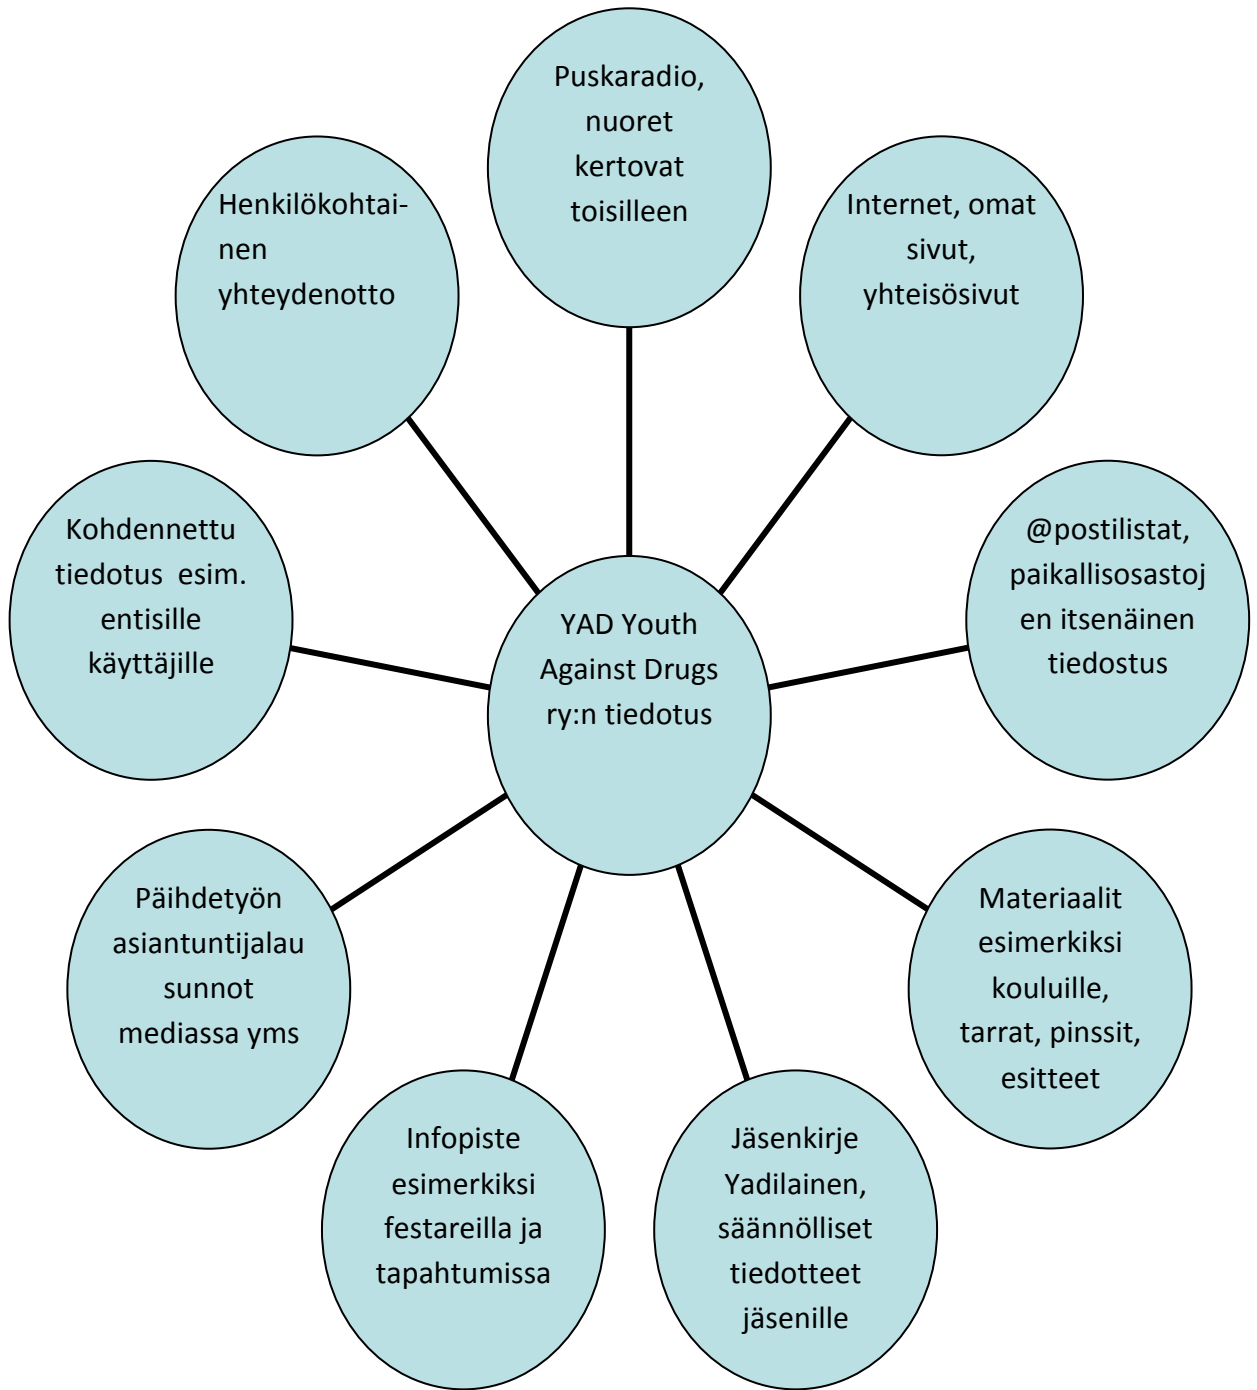 Puskaradio,
nuoret
kertovat
toisilleen
Internet, omat
sivut,
yhteisösivut
@postilistat,
paikallisosastoj
en itsenäinen
tiedostus
Materiaalit
esimerkiksi
kouluille,
tarrat, pinssit,
esitteet
Jäsenkirje
Yadilainen,
säännölliset
tiedotteet
jäsenille
Infopiste
esimerkiksi
festareilla ja
tapahtumissa
Päihdetyön
asiantuntijalau
sunnot
mediassa yms
Kohdennettu
tiedotus esim.
entisille
käyttäjille
Henkilökohtai-
nen
yhteydenotto
YAD Youth
Against Drugs
ry:n tiedotus